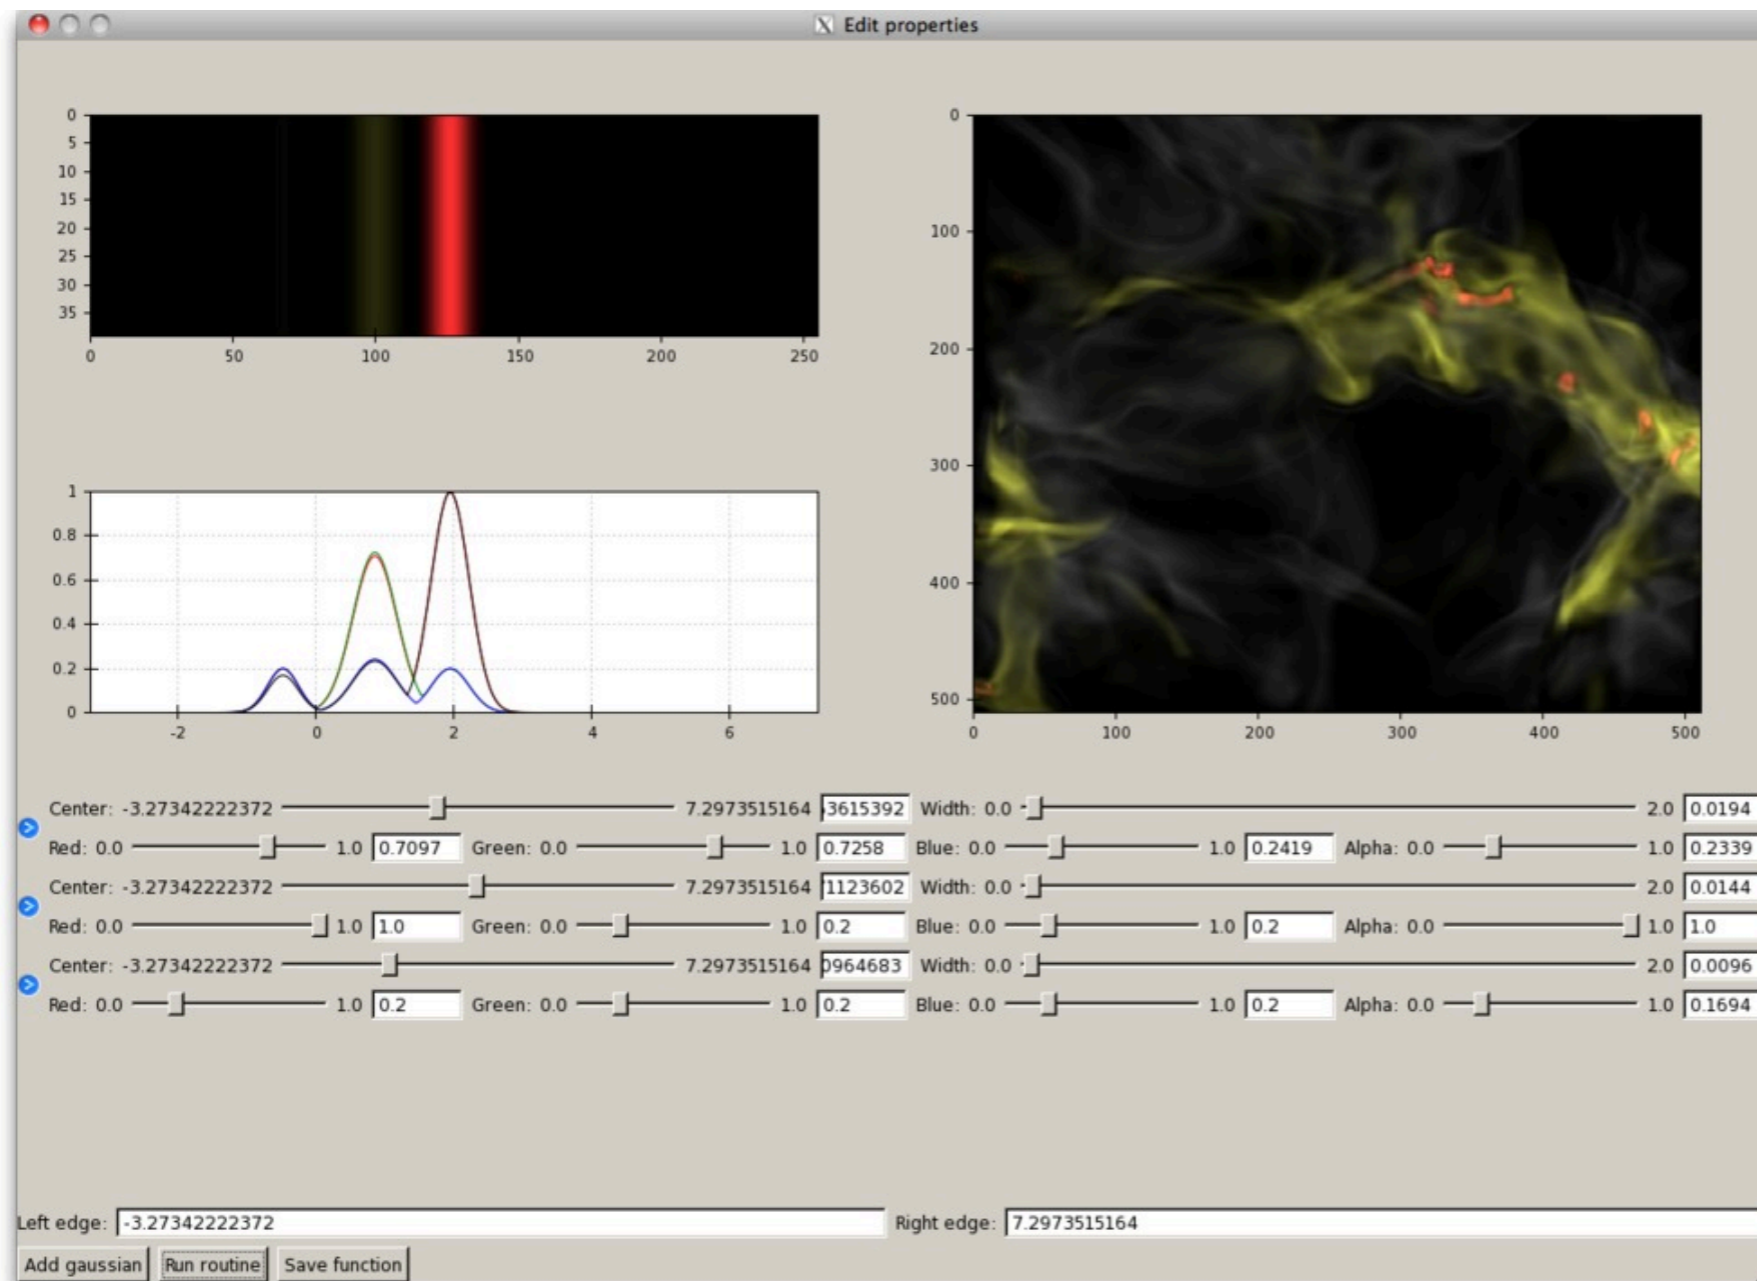 Edit properties
0
5
10
15
20
25
30
35
0 50 100 150 200 250
0
100
200
300
400
500
0 100 200 300 400 500
1
0.8
0.6
0.4
0.2
0
-2 0 2 4 6
Center: -3.27342222372 7.2973515164 3615392 Width: 0.0 2.0 0.0194
Red: 0.0 1.0 0.7097 Green: 0.0 1.0 0.7258 Blue: 0.0 1.0 0.2419 Alpha: 0.0 1.0 0.2339
Center: -3.27342222372 7.2973515164 1123602 Width: 0.0 2.0 0.0144
Red: 0.0 1.0 1.0 Green: 0.0 1.0 0.2 Blue: 0.0 1.0 0.2 Alpha: 0.0 1.0 1.0
Center: -3.27342222372 7.2973515164 0964683 Width: 0.0 2.0 0.0096
Red: 0.0 1.0 0.2 Green: 0.0 1.0 0.2 Blue: 0.0 1.0 0.2 Alpha: 0.0 1.0 0.1694
Left edge: -3.27342222372 Right edge: 7.2973515164
Add gaussian Run routine Save function